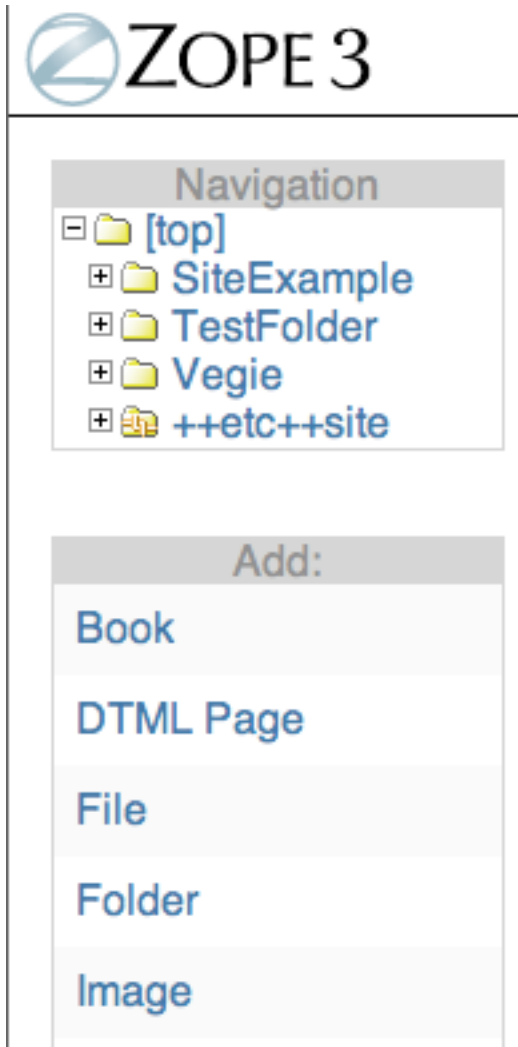 ZOPE 3
Navigation
[top]
SiteExample
TestFolder
Vegie
++etc++site
Add:
Book
DTML Page
File
Folder
Image